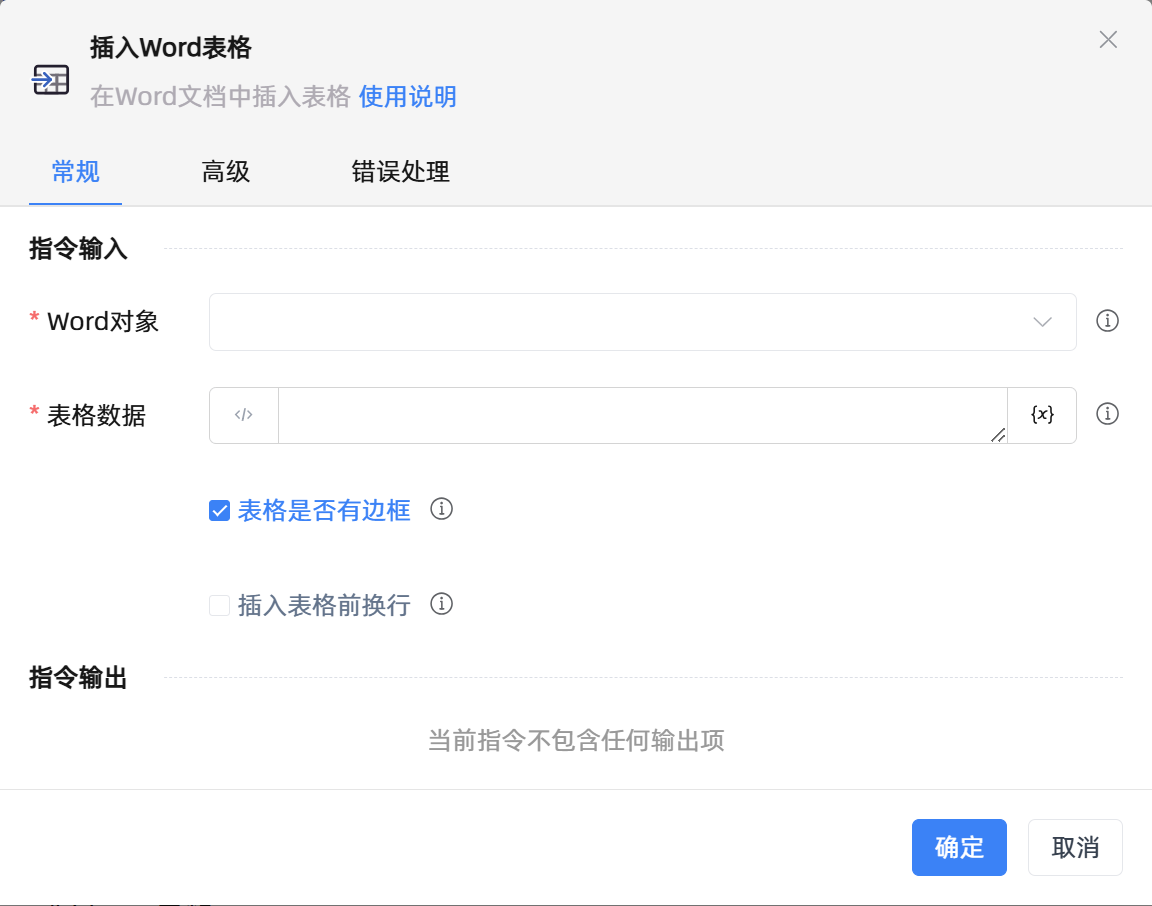 插入Word表格
在Word文档中插入表格 使用说明
常规 高级 错误处理
指令输入
* Word对象
* 表格数据 </> {x}
表格是否有边框
插入表格前换行
指令输出
当前指令不包含任何输出项
确定 取消